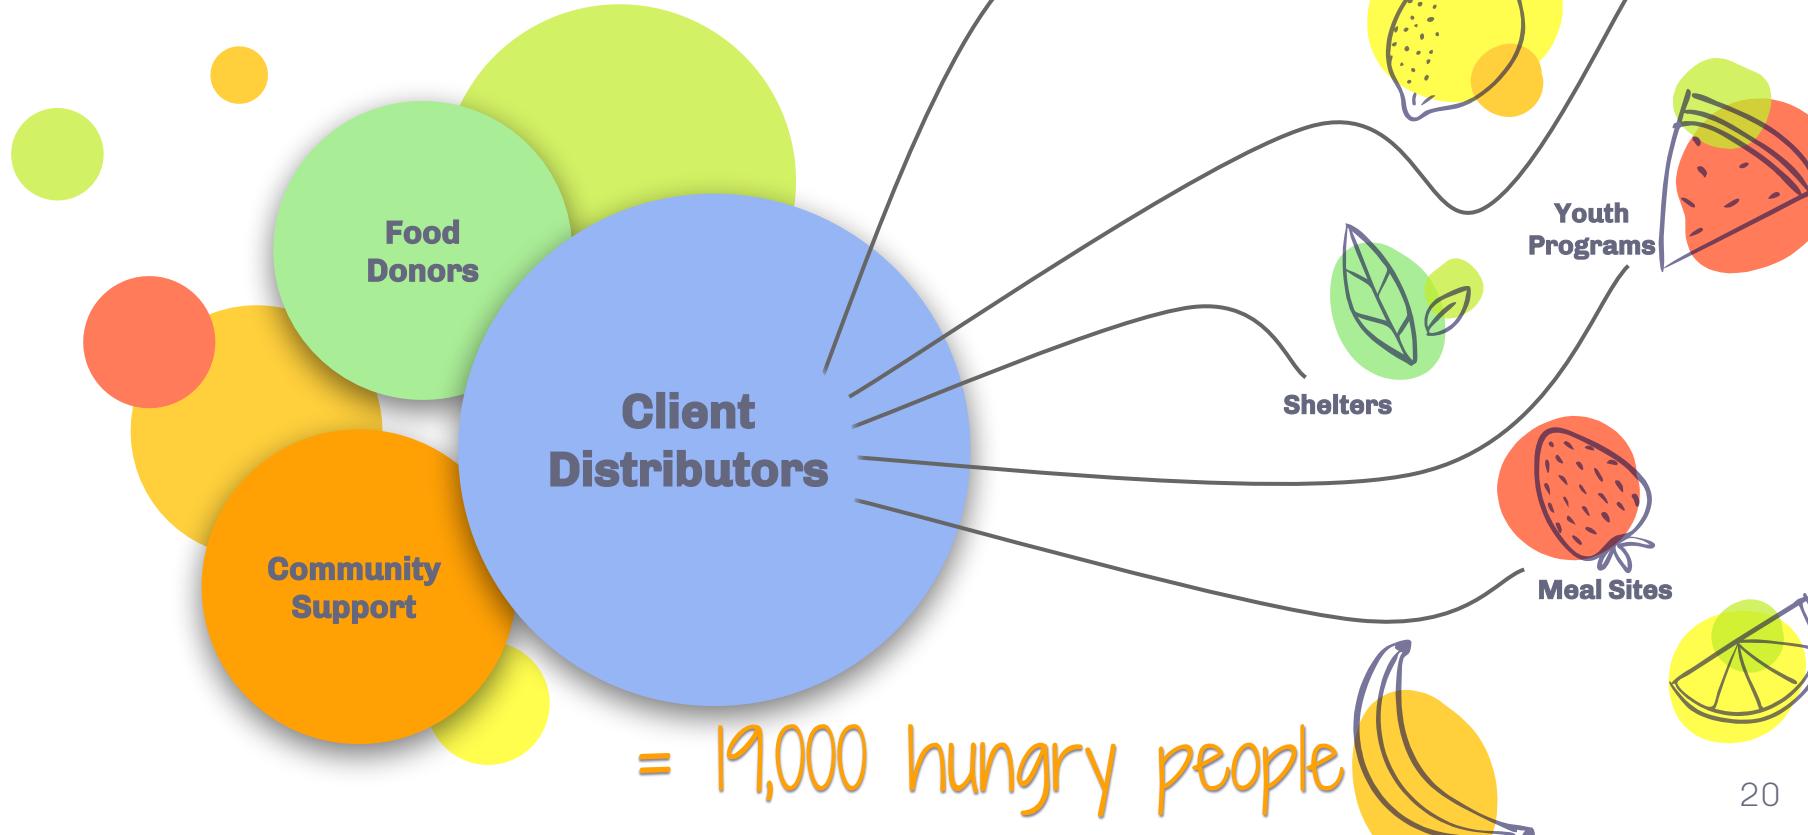 Food
Donors
Client
Distributors
Community
Support
Youth
Programs
Shelters
Meal Sites
= 19,000 hungry people
20